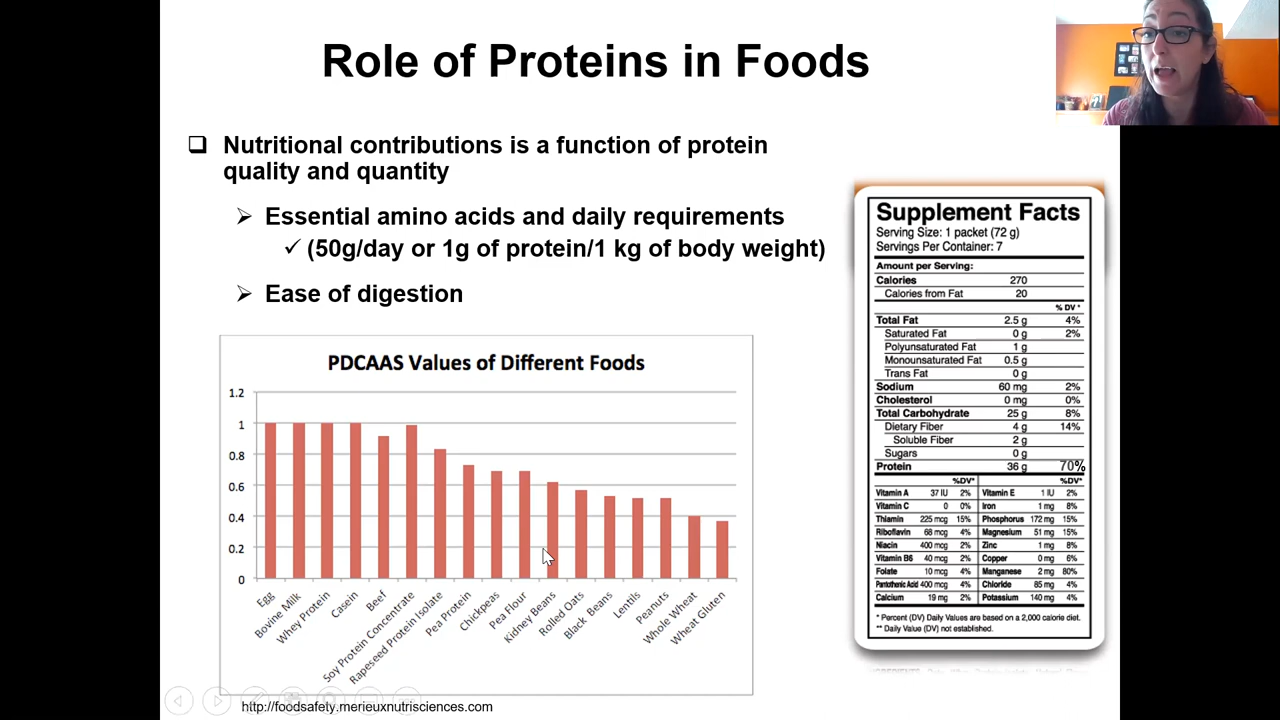 Role of Proteins in Foods
Nutritional contributions is a function of protein
quality and quantity
Essential amino acids and daily requirements
(50g/day or 1g of protein/1 kg of body weight)
Ease of digestion
PDCAAS Values of Different Foods
1.2
1
0.8
0.6
0.4
0.2
0
Egg
Bovine Milk
Whey Protein
Casein
Beef
Soy Protein Concentrate
Rapeseed Protein Isolate
Pea Protein
Chickpeas
Pea Flour
Kidney Beans
Rolled Oats
Black Beans
Lentils
Peanuts
Whole Wheat
Wheat Gluten
http://foodsafety.merieuxnutrisciences.com
Supplement Facts
Serving Size: 1 packet (72 g)
Servings Per Container: 7
Amount per Serving:
Calories 270
Calories from Fat 20
% DV *
Total Fat 2.5 g 4%
Saturated Fat 0 g 2%
Polyunsaturated Fat 1 g
Monounsaturated Fat 0.5 g
Trans Fat 0 g
Sodium 60 mg 2%
Cholesterol 0 mg 0%
Total Carbohydrate 25 g 8%
Dietary Fiber 4 g 14%
Soluble Fiber 2 g
Sugars 0 g
Protein 36 g 70%
%DV* %DV*
Vitamin A 37 IU 2% Vitamin E 1 IU 2%
Vitamin C 0 0% Iron 1 mg 8%
Thiamin 225 mcg 15% Phosphorus 172 mg 15%
Riboflavin 68 mcg 4% Magnesium 51 mg 15%
Niacin 400 mcg 2% Zinc 1 mg 8%
Vitamin B6 40 mcg 2% Copper 0 mg 6%
Folate 10 mcg 4% Manganese 2 mg 80%
Pantothenic Acid 400 mcg 4% Chloride 85 mg 4%
Calcium 19 mg 2% Potassium 140 mg 4%
* Percent (DV) Daily Values are based on a 2,000 calorie diet.
** Daily Value (DV) not established.